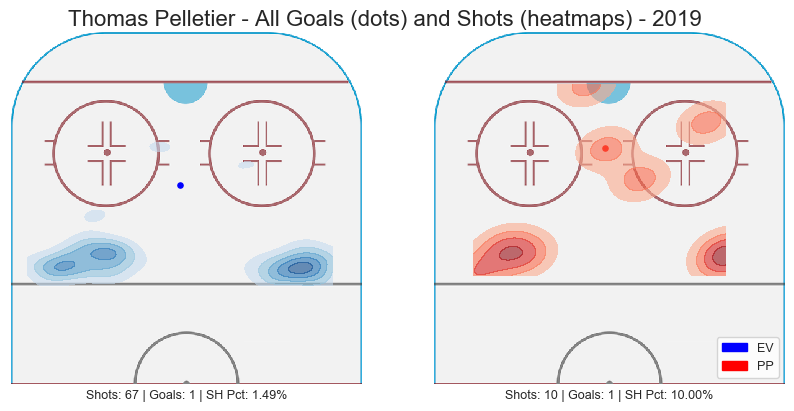 Thomas Pelletier - All Goals (dots) and Shots (heatmaps) - 2019
EV
PP
Shots: 67 | Goals: 1 | SH Pct: 1.49%
Shots: 10 | Goals: 1 | SH Pct: 10.00%